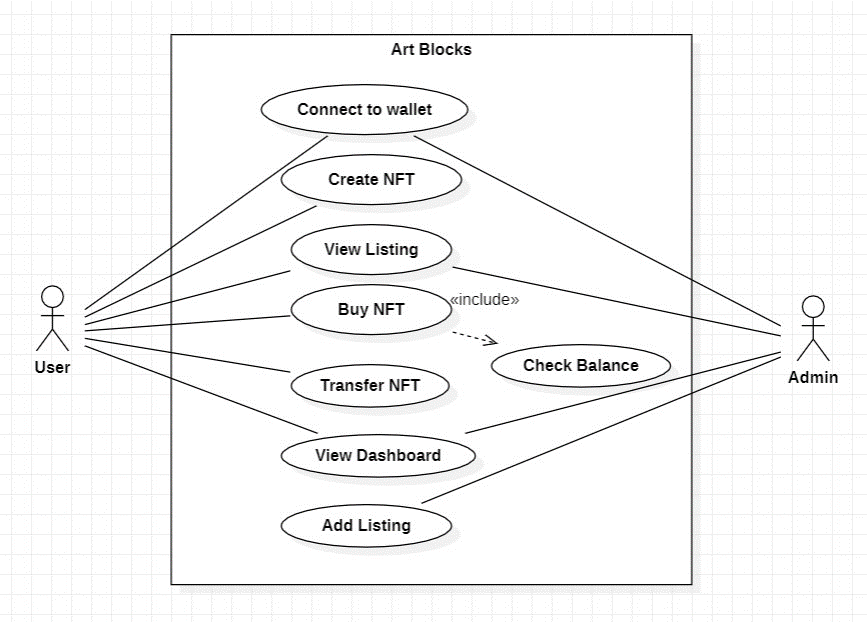 Art Blocks
Connect to wallet
Create NFT
View Listing
«include»
Buy NFT
Check Balance
User
Admin
Transfer NFT
View Dashboard
Add Listing